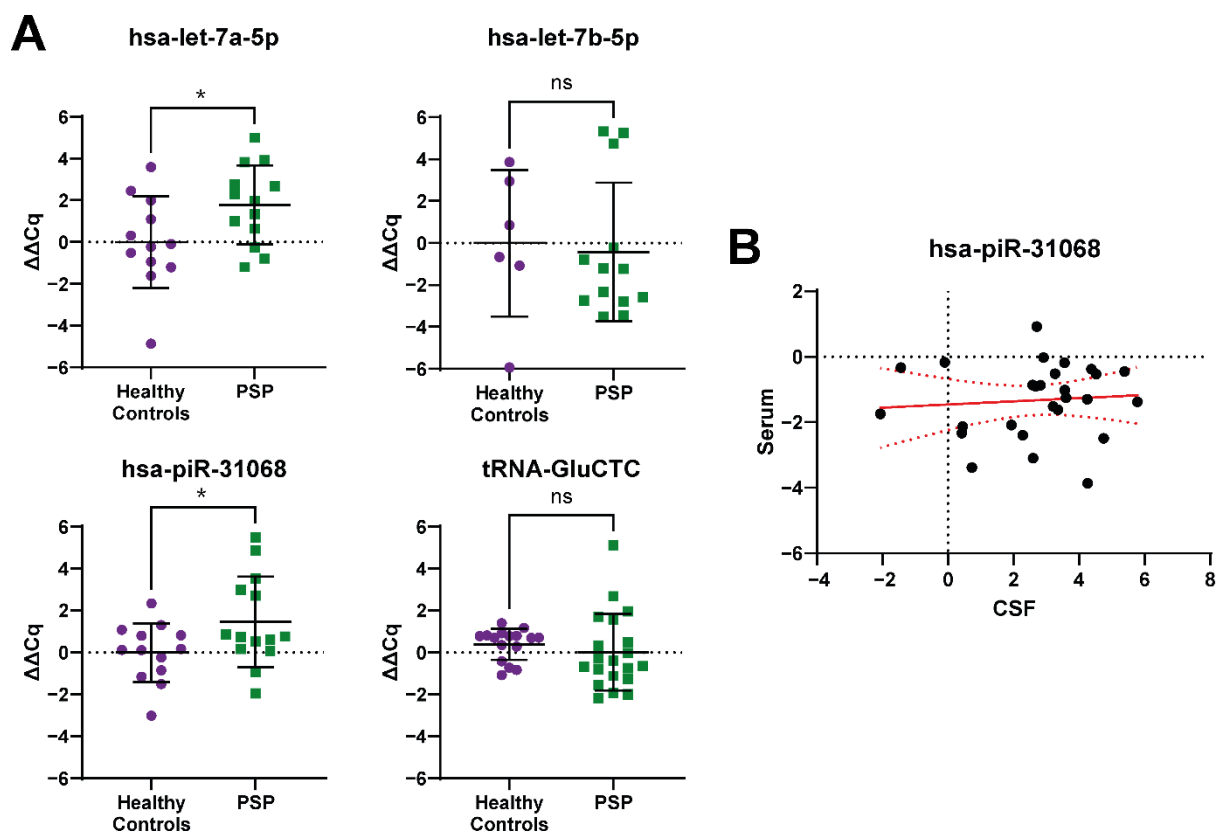 A
hsa-let-7a-5p
*
6
4
2
0
−2
−4
−6
ΔΔCq
Healthy
Controls
PSP
hsa-let-7b-5p
ns
6
4
2
0
−2
−4
−6
ΔΔCq
Healthy
Controls
PSP
hsa-piR-31068
*
6
4
2
0
−2
−4
−6
ΔΔCq
Healthy
Controls
PSP
tRNA-GluCTC
ns
6
4
2
0
−2
−4
−6
ΔΔCq
Healthy
Controls
PSP
B
hsa-piR-31068
2
0
−2
−4
−6
Serum
−4
−2
0
2
4
6
8
CSF